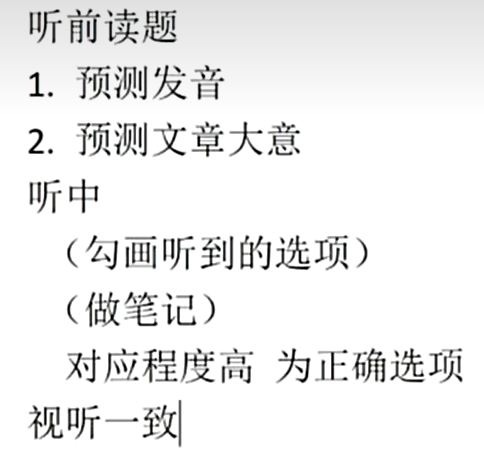 听前读题
1. 预测发音
2. 预测文章大意
听中
（勾画听到的选项）
（做笔记）
对应程度高 为正确选项
视听一致